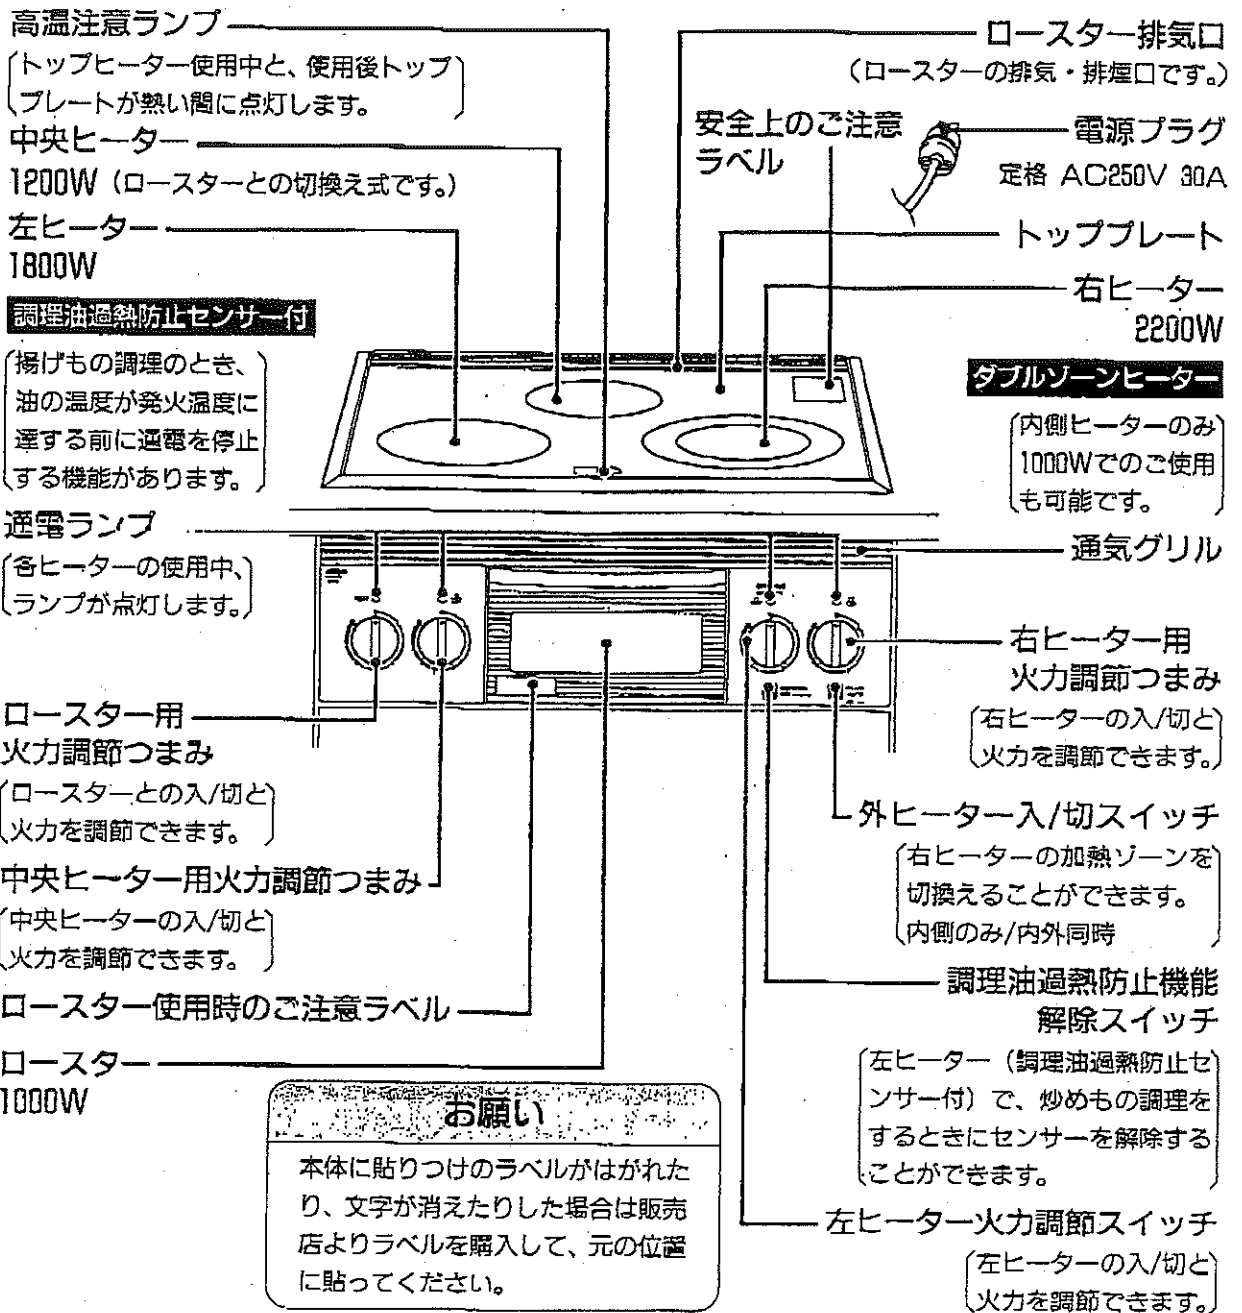 高温注意ランプ
トップヒーター使用中と、使用後トップ
プレートが熱い間に点灯します。
中央ヒーター
1200W(ロースターとの切換え式です。)
左ヒーター
1800W
調理油過熱防止センサー付
揚げもの調理のとき、
油の温度が発火温度に
達する前に通電を停止
する機能があります。
通電ランプ
各ヒーターの使用中、
ランプが点灯します。
ロースター用
火力調節つまみ
ロースターとの入/切と
火力を調節できます。
中央ヒーター用火力調節つまみ
中央ヒーターの入/切と
火力を調節できます。
ロースター使用時のご注意ラベル
ロースター
1000W
お願い
本体に貼りつけのラベルがはがれた
り、文字が消えたりした場合は販売
店よりラベルを購入して、元の位置
に貼ってください。
ロースター排気口
(ロースターの排気・排煙口です。)
安全上のご注意
ラベル
電源プラグ
定格 AC250V 30A
トッププレート
右ヒーター
2200W
ダブルゾーンヒーター
内側ヒーターのみ
1000Wでのご使用
も可能です。
通気グリル
右ヒーター用
火力調節つまみ
右ヒーターの入/切と
火力を調節できます。
外ヒーター入/切スイッチ
右ヒーターの加熱ゾーンを
切換えることができます。
内側のみ/内外同時
調理油過熱防止機能
解除スイッチ
左ヒーター(調理油過熱防止セ
ンサー付)で、炒めもの調理を
するときにセンサーを解除する
ことができます。
左ヒーター火力調節スイッチ
左ヒーターの入/切と
火力を調節できます。